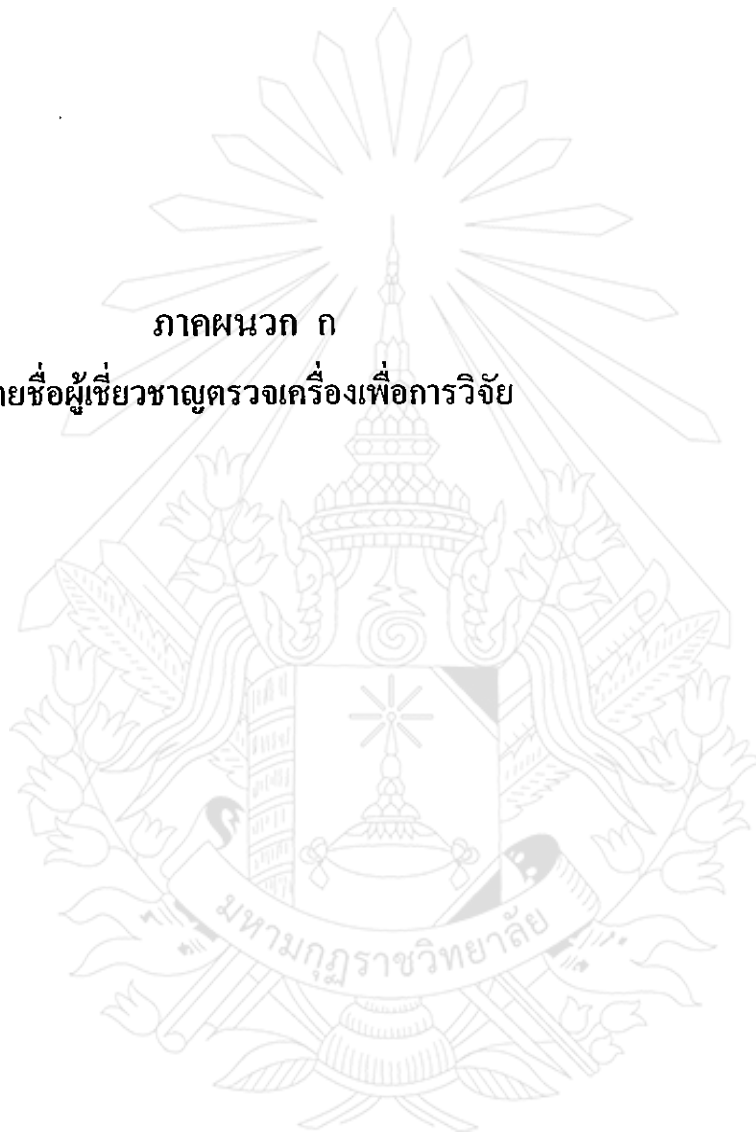 ภาคผนวก ก
ายชื่อผู้เชี่ยวชาญตรวจเครื่องเพื่อการวิจัย
มหามกุฏราชวิทยาลัย